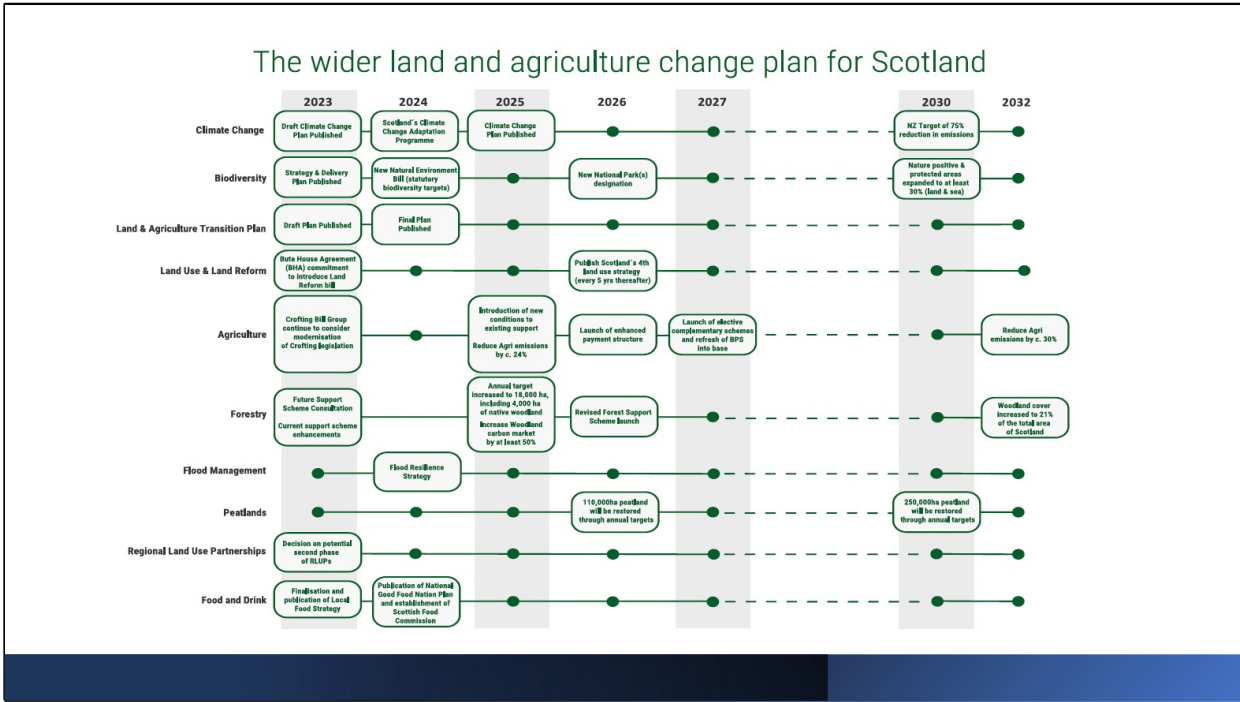 The wider land and agriculture change plan for Scotland
2023
2024
2025
2026
2027
2030
2032
Climate Change
Draft Climate Change
Plan Published
Scotland´s Climate
Change Adaptation
Programme
Climate Change
Plan Published
NZ Target of 75%
reduction in emissions
Biodiversity
Strategy & Delivery
Plan Published
New Natural Environment
Bill (statutory
biodiversity targets)
New National Park(s)
designation
Nature positive &
protected areas
expanded to at least
30% (land & sea)
Land & Agriculture Transition Plan
Draft Plan Published
Final Plan
Published
Land Use & Land Reform
Bute House Agreement
(BHA) commitment
to introduce Land
Reform bill
Publish Scotland´s 4th
land use strategy
(every 5 yrs thereafter)
Agriculture
Crofting Bill Group
continue to consider
modernisation
of Crofting legislation
Introduction of new
conditions to
existing support
Reduce Agri emissions
by c. 24%
Launch of enhanced
payment structure
Launch of elective
complementary schemes
and refresh of BPS
into base
Reduce Agri
emissions by c. 30%
Forestry
Future Support
Scheme Consultation
Current support scheme
enhancements
Annual target
increased to 18,000 ha,
including 4,000 ha
of native woodland
Increase Woodland
carbon market
by at least 50%
Revised Forest Support
Scheme launch
Woodland cover
increased to 21%
of the total area
of Scotland
Flood Management
Flood Resilience
Strategy
Peatlands
110,000ha peatland
will be restored
through annual targets
250,000ha peatland
will be restored
through annual targets
Regional Land Use Partnerships
Decision on potential
second phase
of RLUPs
Food and Drink
Finalisation and
publication of Local
Food Strategy
Publication of National
Good Food Nation Plan
and establishment of
Scottish Food
Commission